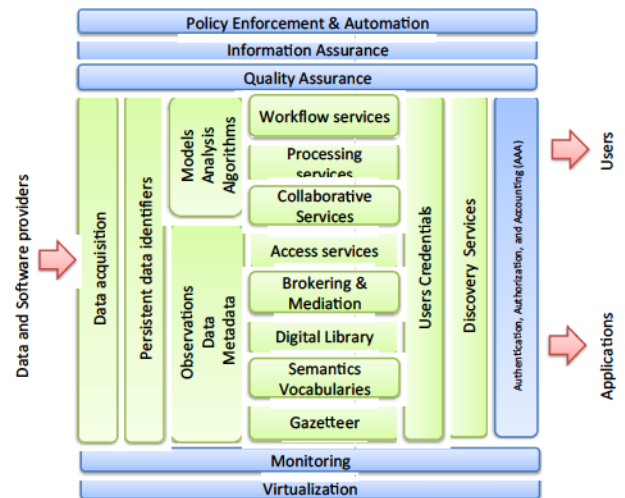 Policy Enforcement & Automation
Information Assurance
Quality Assurance
Data and Software providers
Data acquisition
Persistent data identifiers
Models
Analysis
Algorithms
Observations
Data
Metadata
Workflow services
Processing
services
Collaborative
Services
Access services
Brokering &
Mediation
Digital Library
Semantics
Vocabularies
Gazetteer
Users Credentials
Discovery Services
Authentication, Authorization, and Accounting (AAA)
Users
Applications
Monitoring
Virtualization